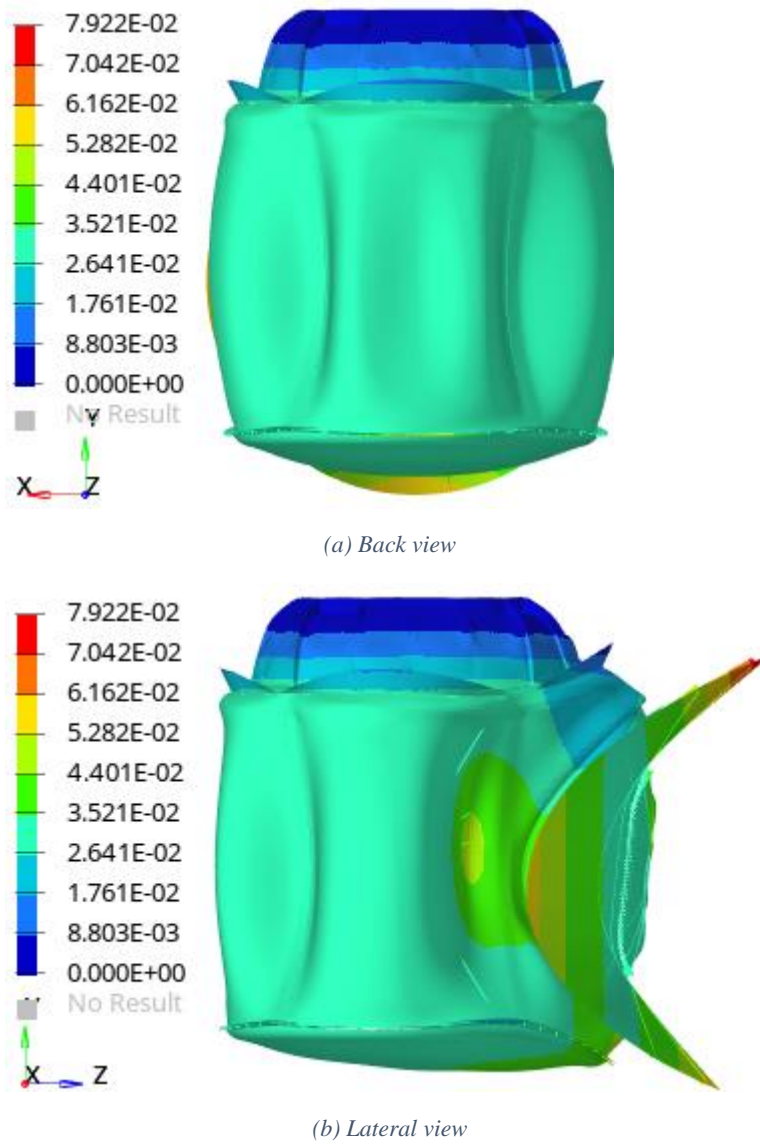 7.922E-02
7.042E-02
6.162E-02
5.282E-02
4.401E-02
3.521E-02
2.641E-02
1.761E-02
8.803E-03
0.000E+00
No Result
Y
X Z
(a) Back view
7.922E-02
7.042E-02
6.162E-02
5.282E-02
4.401E-02
3.521E-02
2.641E-02
1.761E-02
8.803E-03
0.000E+00
No Result
X Z
(b) Lateral view